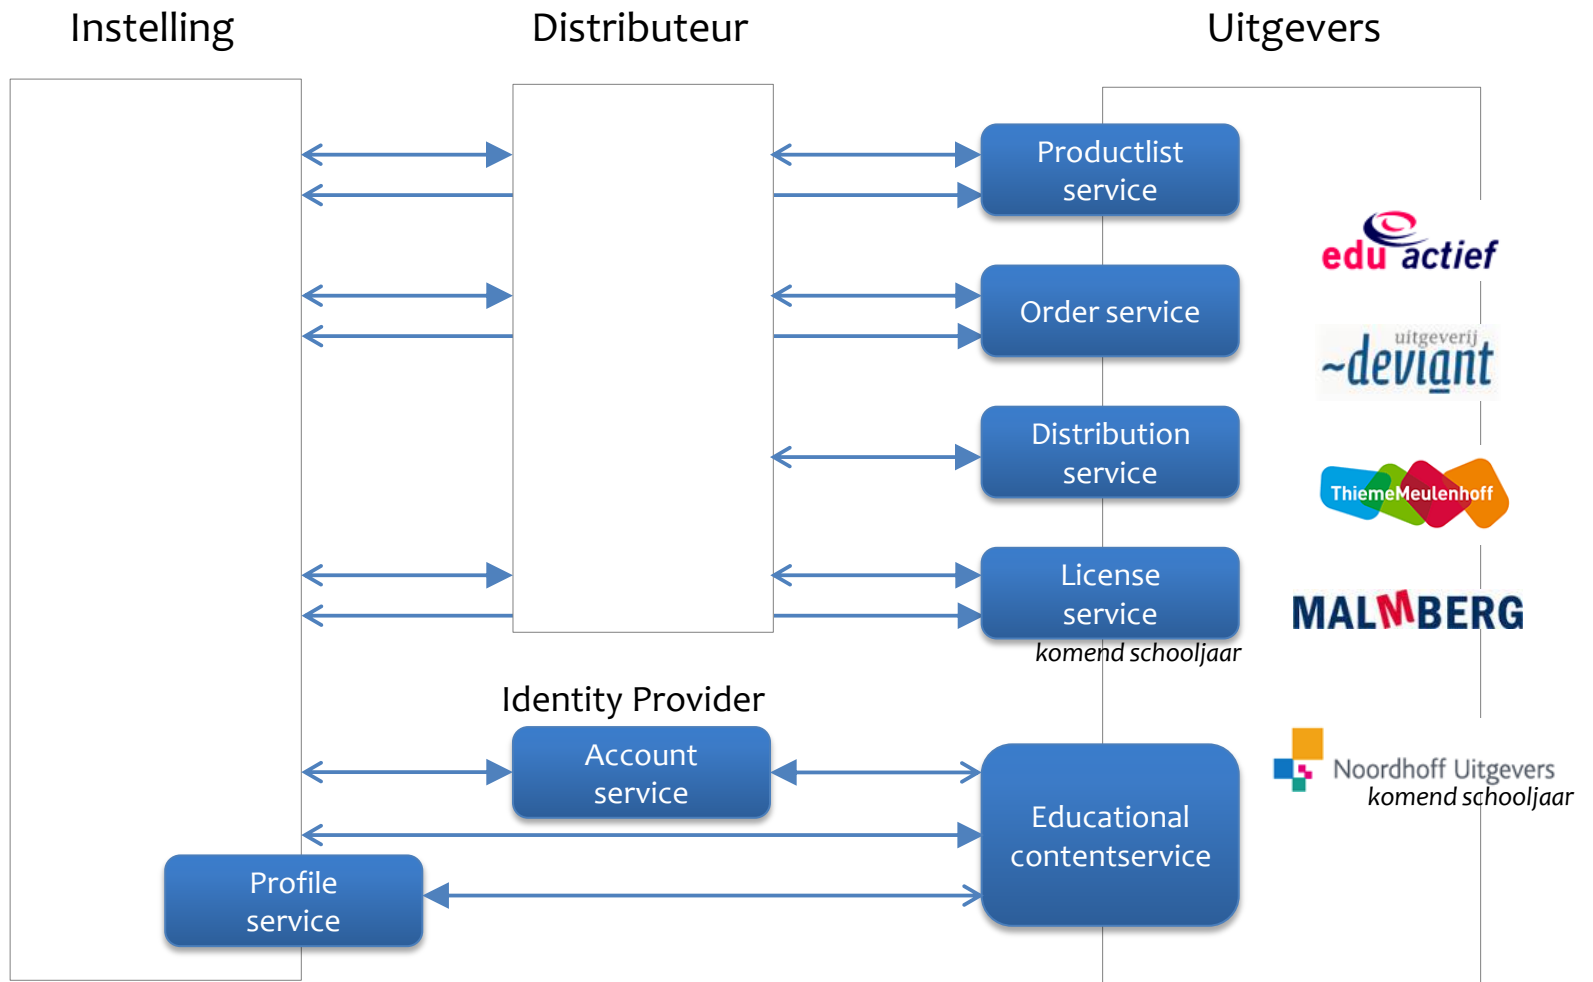 Instelling
Distributeur
Uitgevers
Productlist
service
edu actief
Order service
uitgeverij
~deviant
Distribution
service
ThiemeMeulenhoff
License
service
komend schooljaar
MALMBERG
Identity Provider
Account
service
Noordhoff Uitgevers
komend schooljaar
Educational
contentservice
Profile
service